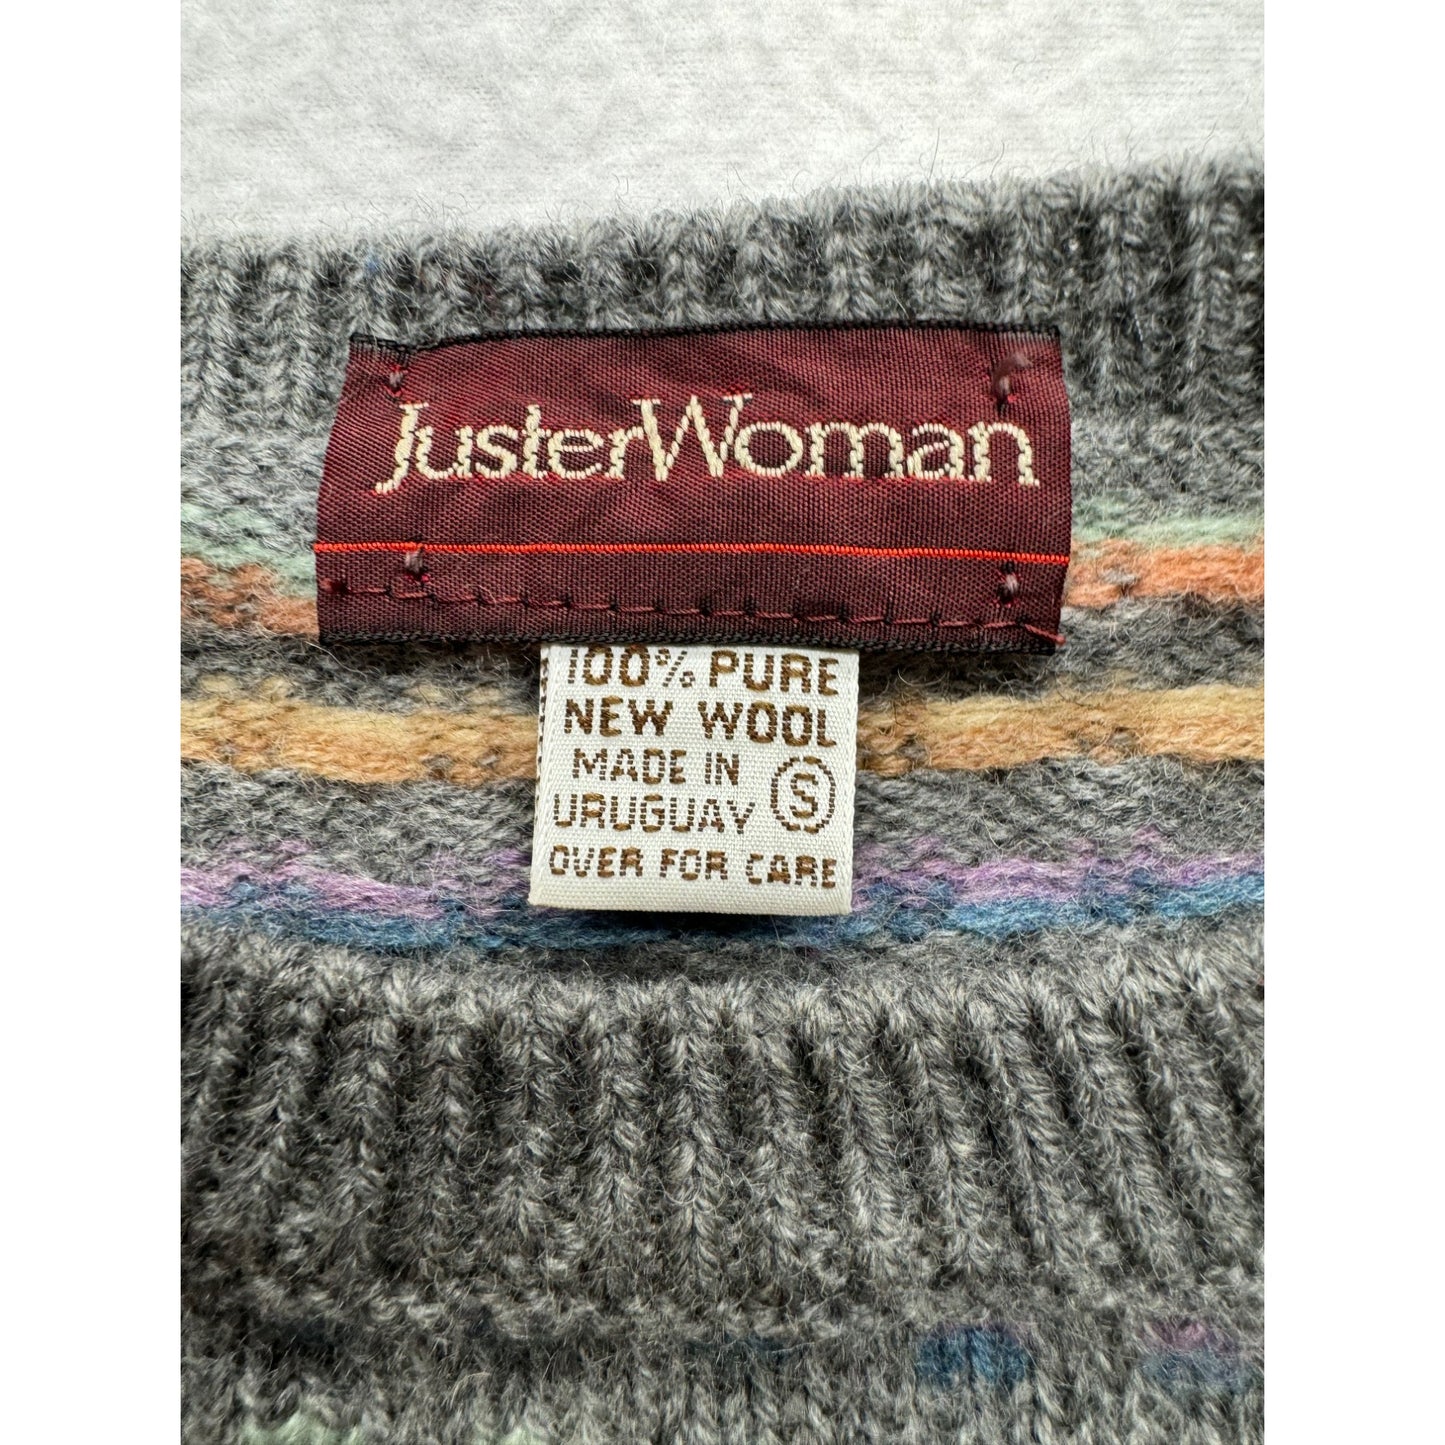 JusterWoman
100% PURE
NEW WOOL
MADE IN
URUGUAY S
OVER FOR CARE